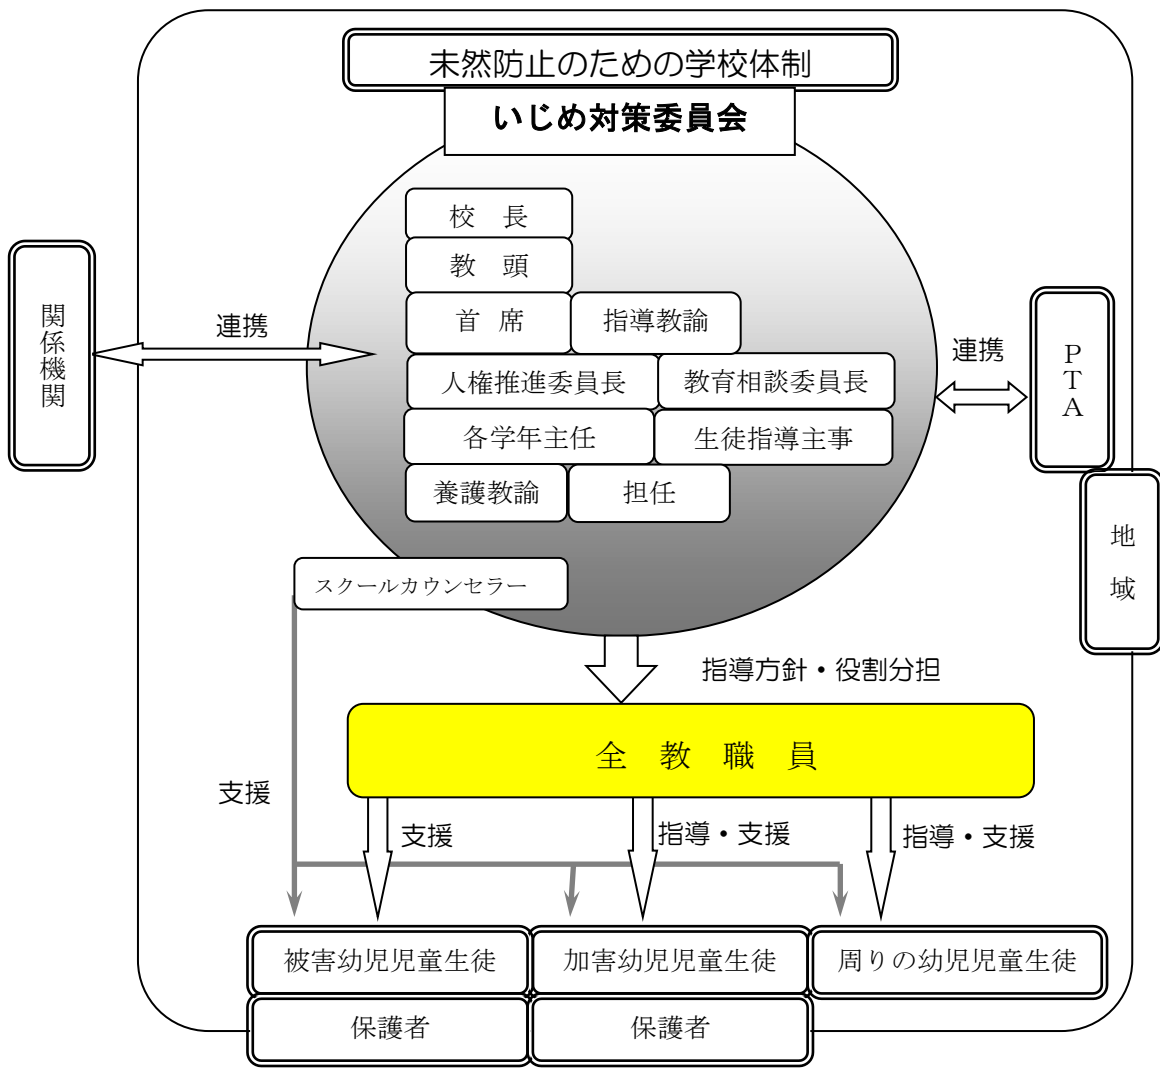 未然防止のための学校体制
いじめ対策委員会
校 長
教 頭
首 席
指導教諭
人権推進委員長
教育相談委員長
各学年主任
生徒指導主事
養護教諭
担任
スクールカウンセラー
関係機関
連携
連携
PTA
地域
指導方針・役割分担
全 教 職 員
支援
支援
指導・支援
指導・支援
被害幼児児童生徒
加害幼児児童生徒
周りの幼児児童生徒
保護者
保護者